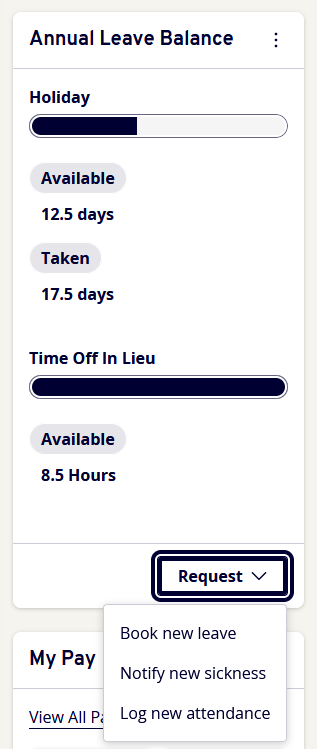 Annual Leave Balance
Holiday
Available
12.5 days
Taken
17.5 days
Time Off In Lieu
Available
8.5 Hours
Request
Book new leave
Notify new sickness
Log new attendance
My Pay
View All